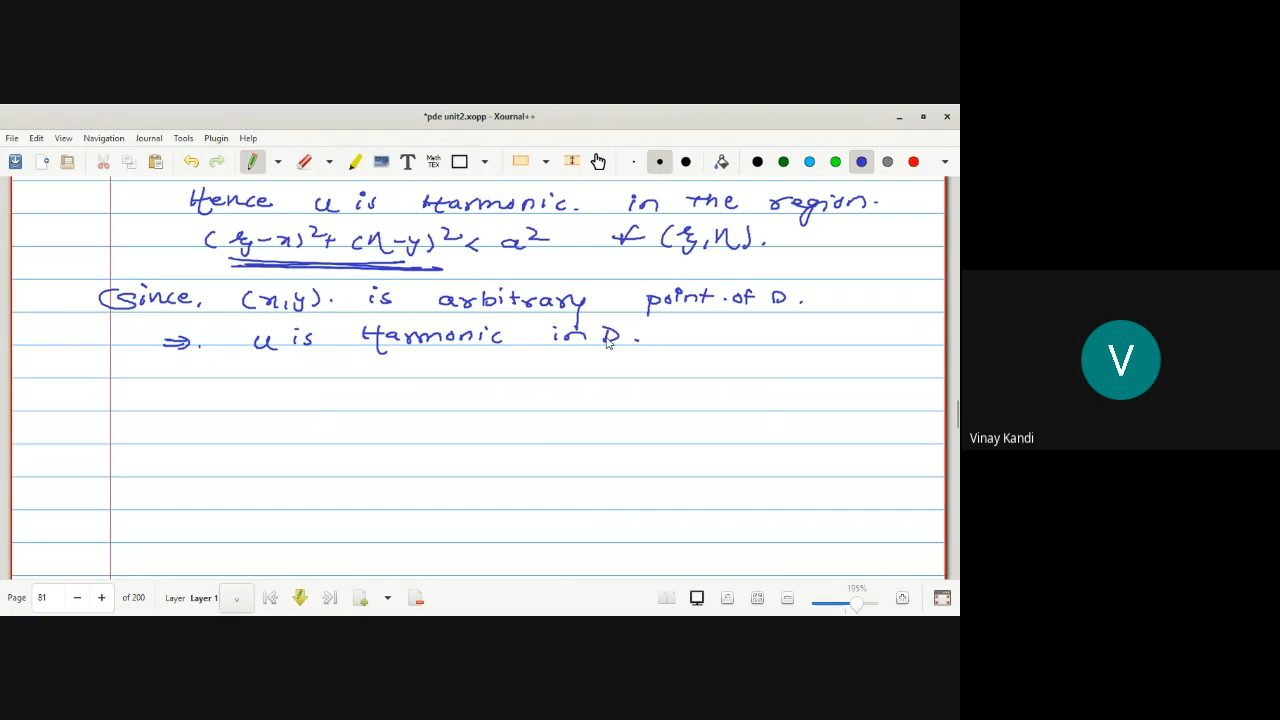 *pde unit2.xopp - Xournal++
File Edit View Navigation Journal Tools Plugin Help
Hence u is Harmonic. in the region.
(ξ-x)²+ (η-y)² < a² ∀ (ξ,η).
(Since, (x,y). is arbitrary point. of D.
⇒. u is Harmonic in D.
V
Vinay Kandi
Page 81 of 200 Layer Layer 1 195%